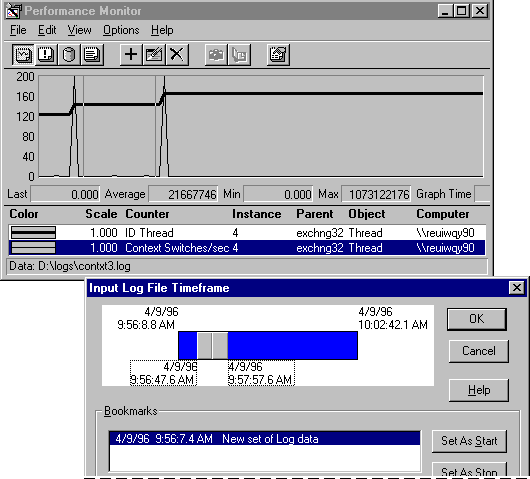 Performance Monitor
File Edit View Options Help
200
160
120
80
40
0
Last 0.000 Average 21667746 Min 0.000 Max 1073122176 Graph Time
Color Scale Counter Instance Parent Object Computer
1.000 ID Thread 4 exchng32 Thread \\reuiwqy90
1.000 Context Switches/sec 4 exchng32 Thread \\reuiwqy90
Data: D:\logs\contxt3.log
Input Log File Timeframe
4/9/96 4/9/96
9:56:8.8 AM 10:02:42.1 AM
OK
Cancel
4/9/96 4/9/96
9:56:47.6 AM 9:57:57.6 AM
Help
Bookmarks
4/9/96 9:56:7.4 AM New set of Log data
Set As Start
Set As Stop